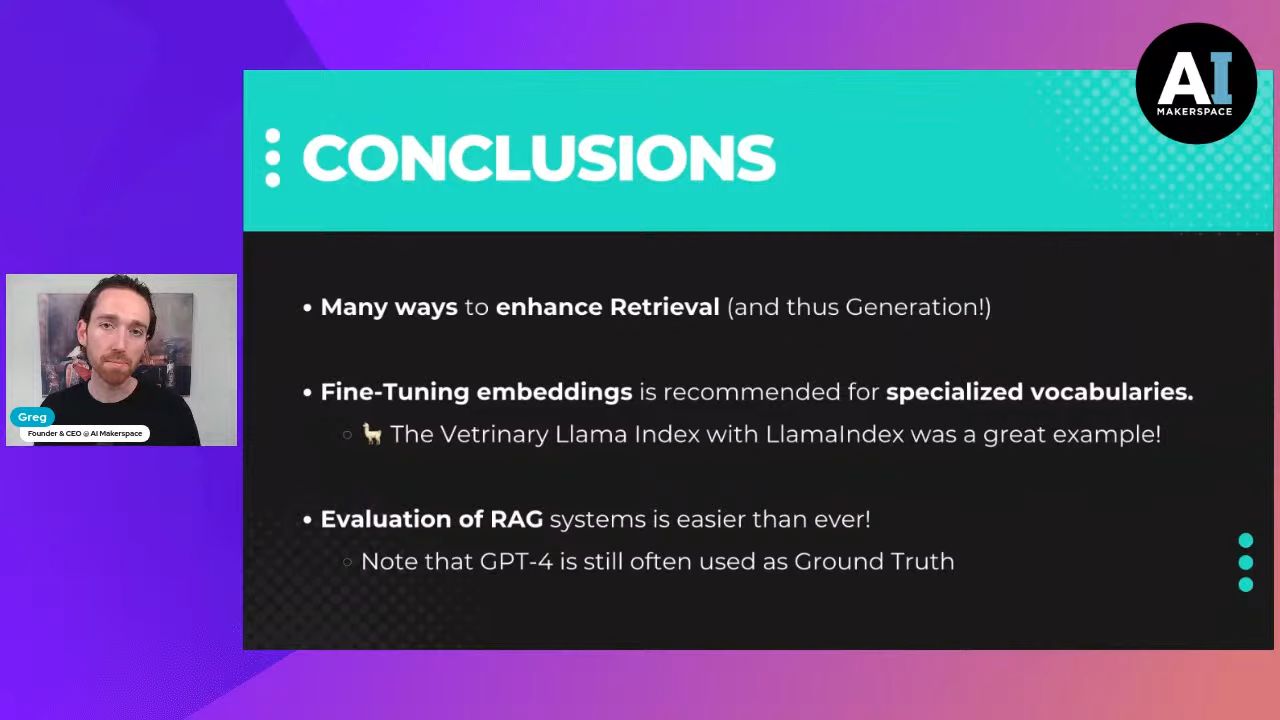 AI
MAKERSPACE
CONCLUSIONS
• Many ways to enhance Retrieval (and thus Generation!)
• Fine-Tuning embeddings is recommended for specialized vocabularies.
○ 🦙 The Vetrinary Llama Index with LlamaIndex was a great example!
• Evaluation of RAG systems is easier than ever!
○ Note that GPT-4 is still often used as Ground Truth
Greg
Founder & CEO @ AI Makerspace